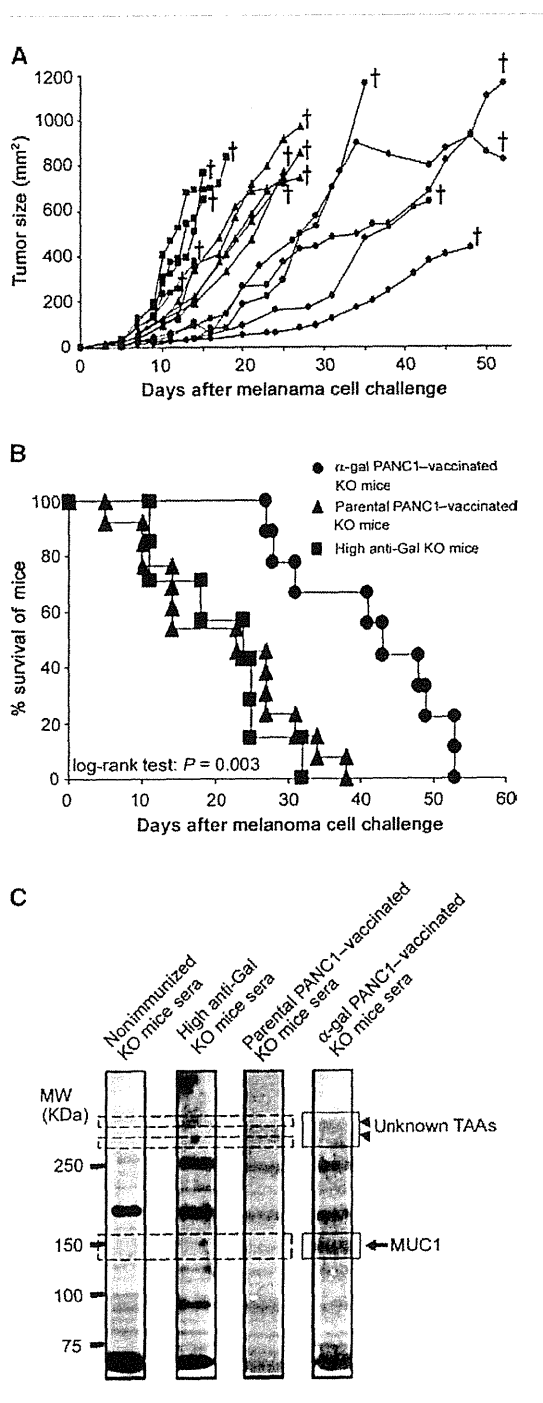 A
1200
1000
800
600
400
200
0
Tumor size (mm²)
† † † † † † † † † † † † † †
0 10 20 30 40 50
Days after melanama cell challenge
B
α-gal PANC1–vaccinated
KO mice
Parental PANC1–vaccinated
KO mice
High anti-Gal KO mice
100
80
60
40
20
0
% survival of mice
log-rank test: P = 0.003
0 10 20 30 40 50 60
Days after melanoma cell challenge
C
Nonimmunized
KO mice sera
High anti-Gal
KO mice sera
Parental PANC1–vaccinated
KO mice sera
α-gal PANC1–vaccinated
KO mice sera
MW
(KDa)
Unknown TAAs
250
150
MUC1
100
75